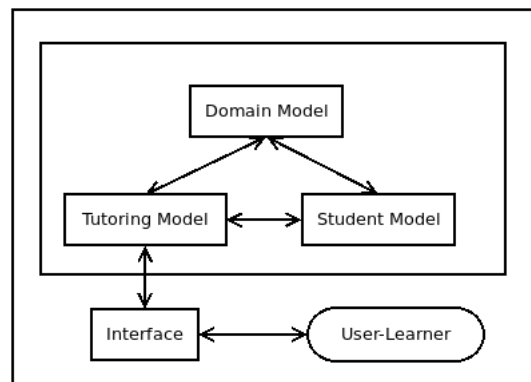 Domain Model
Tutoring Model
Student Model
Interface
User-Learner